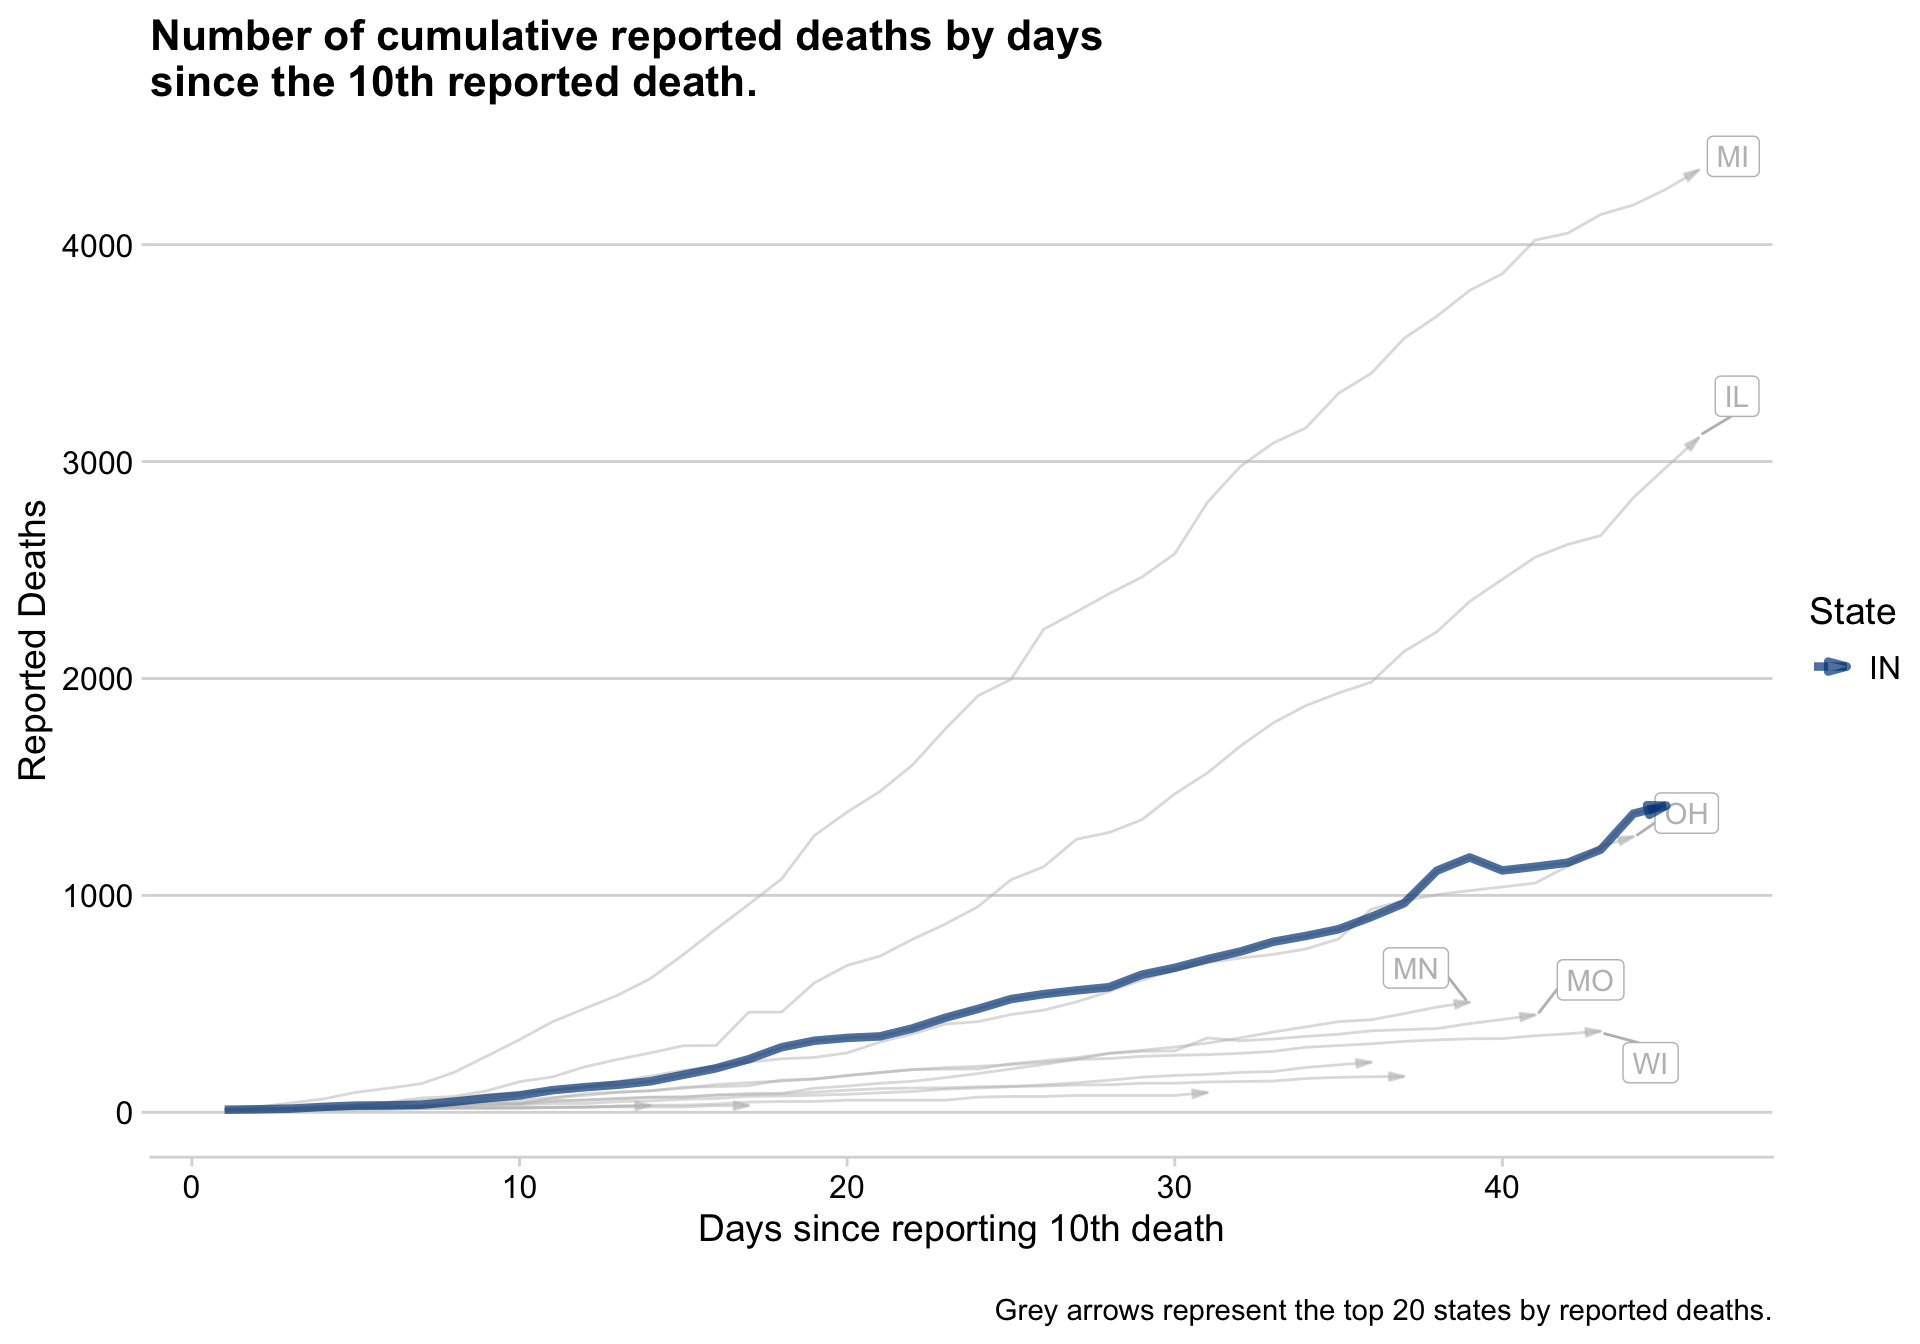 Number of cumulative reported deaths by days
since the 10th reported death.
MI
4000
IL
3000
Reported Deaths
State
IN
2000
OH
1000
MN
MO
WI
0
0 10 20 30 40
Days since reporting 10th death
Grey arrows represent the top 20 states by reported deaths.